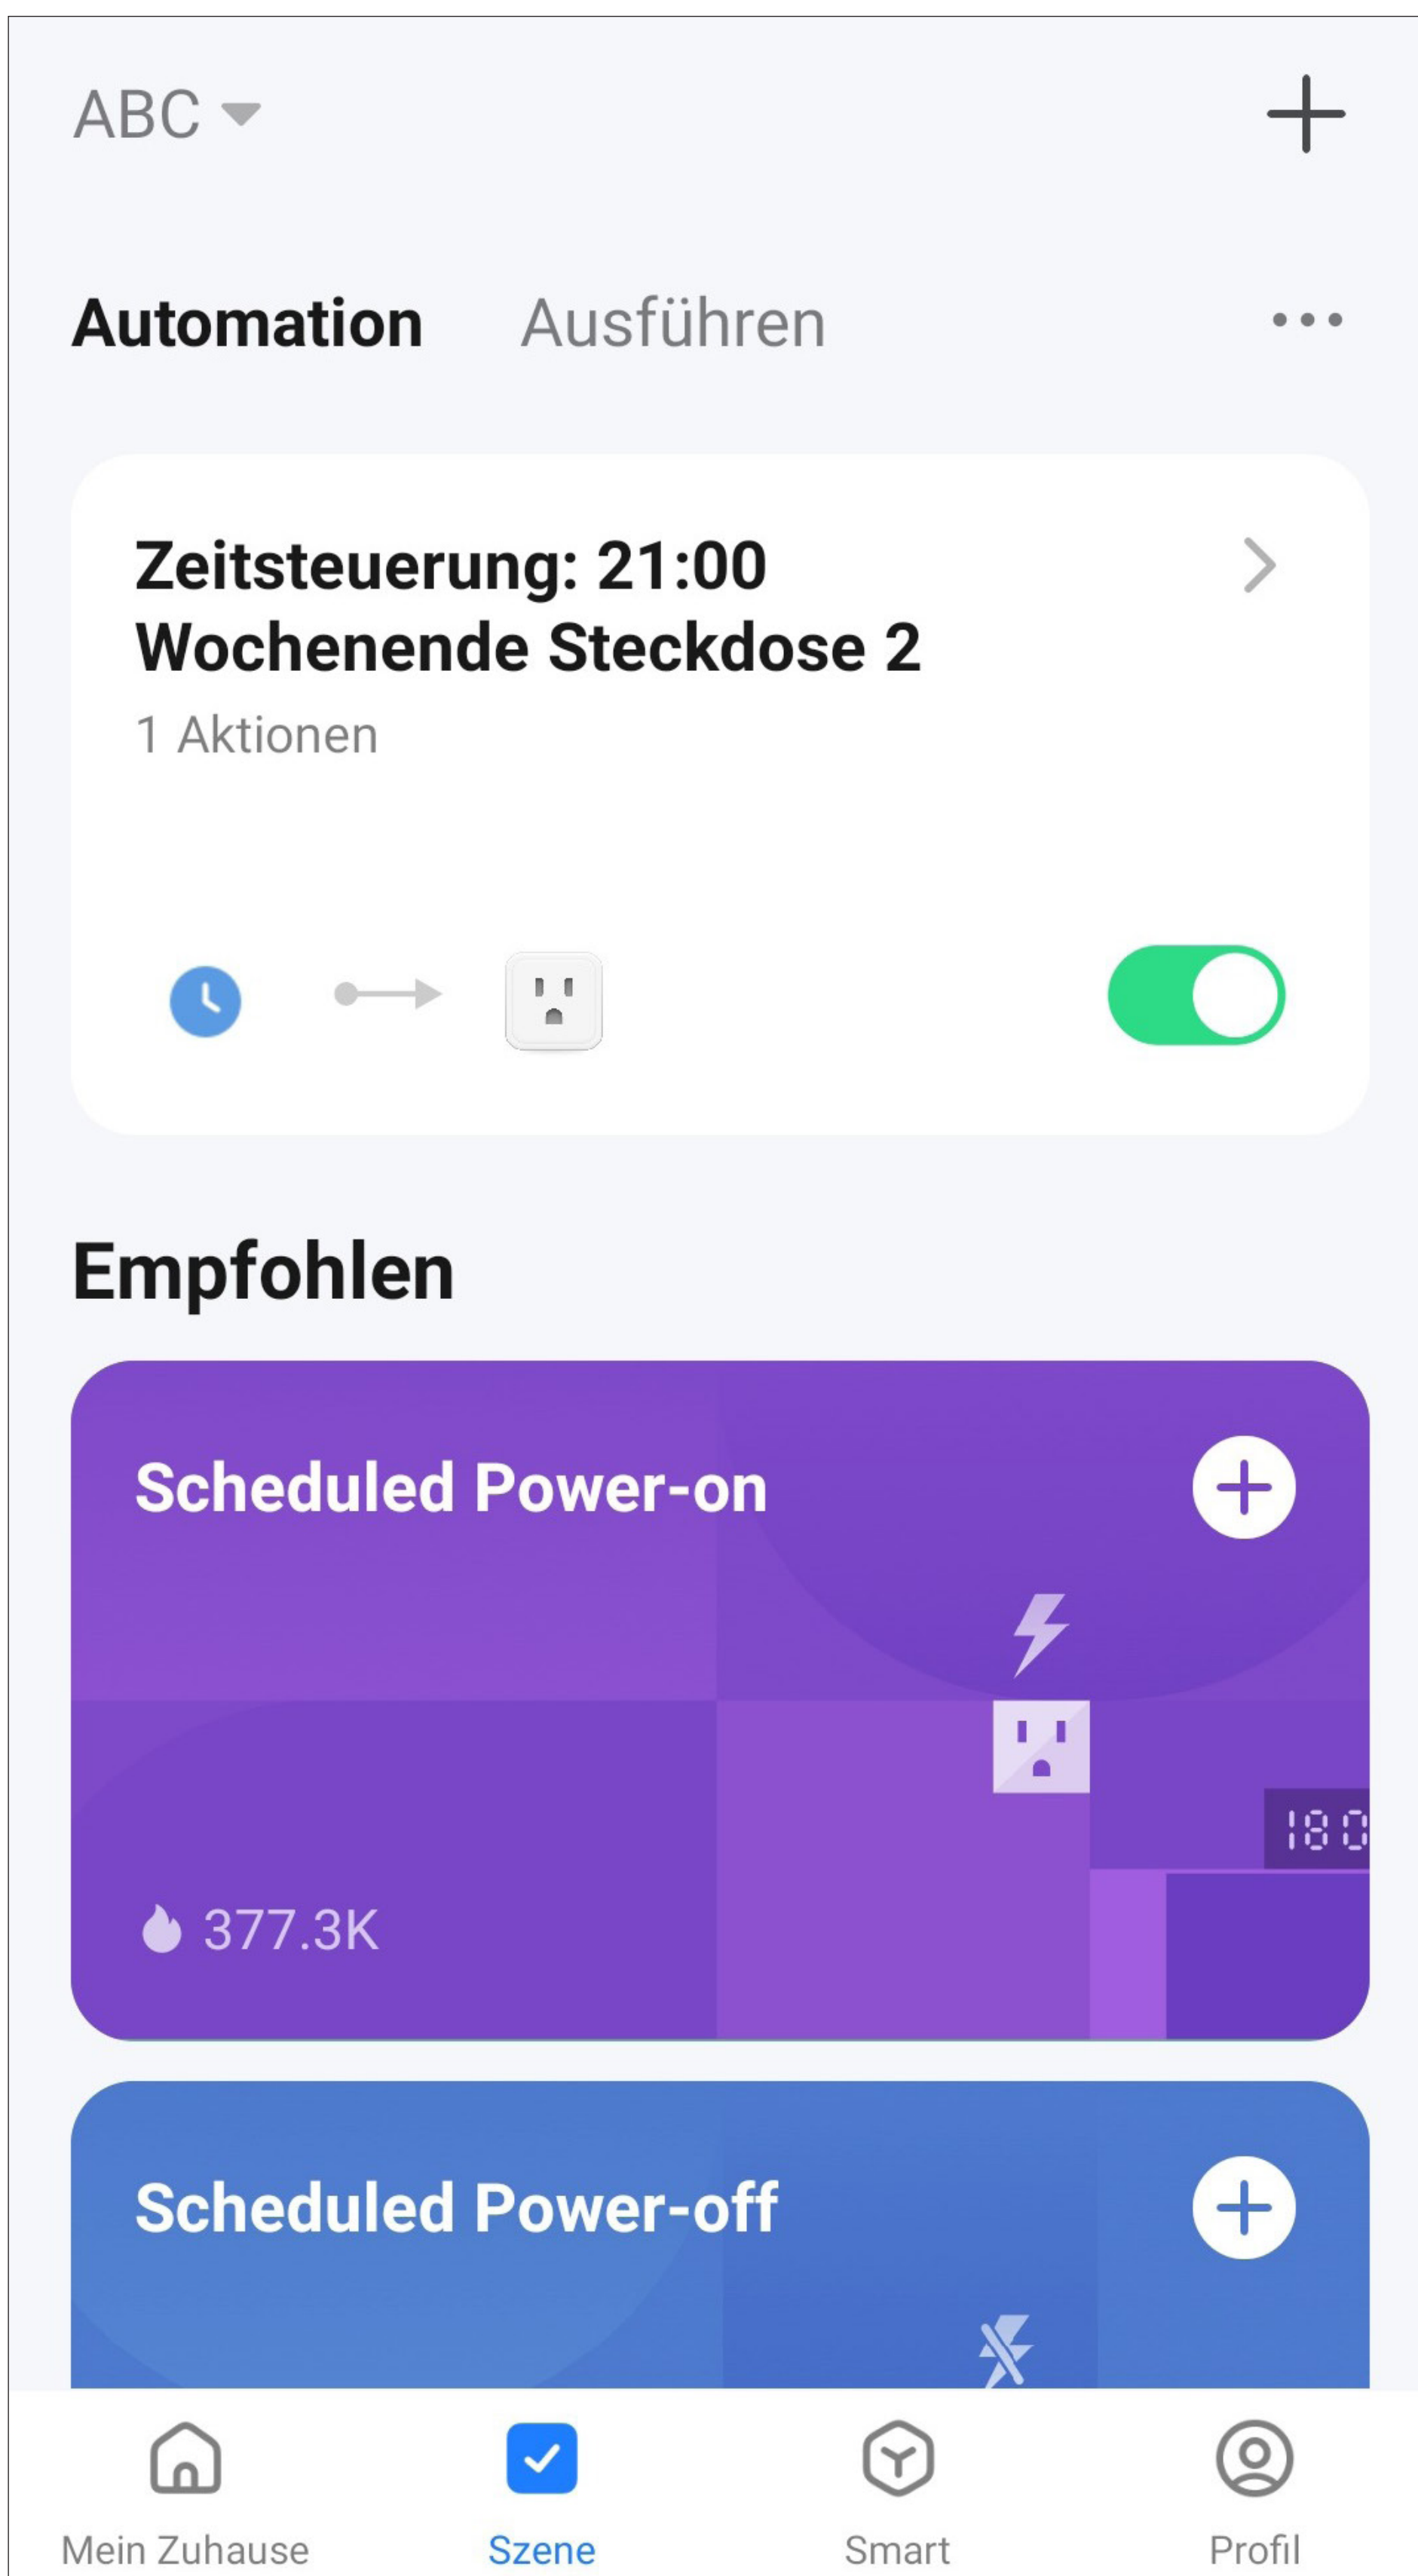 ABC
Automation Ausführen
Zeitsteuerung: 21:00
Wochenende Steckdose 2
1 Aktionen
Empfohlen
Scheduled Power-on
180
377.3K
Scheduled Power-off
Mein Zuhause Szene Smart Profil